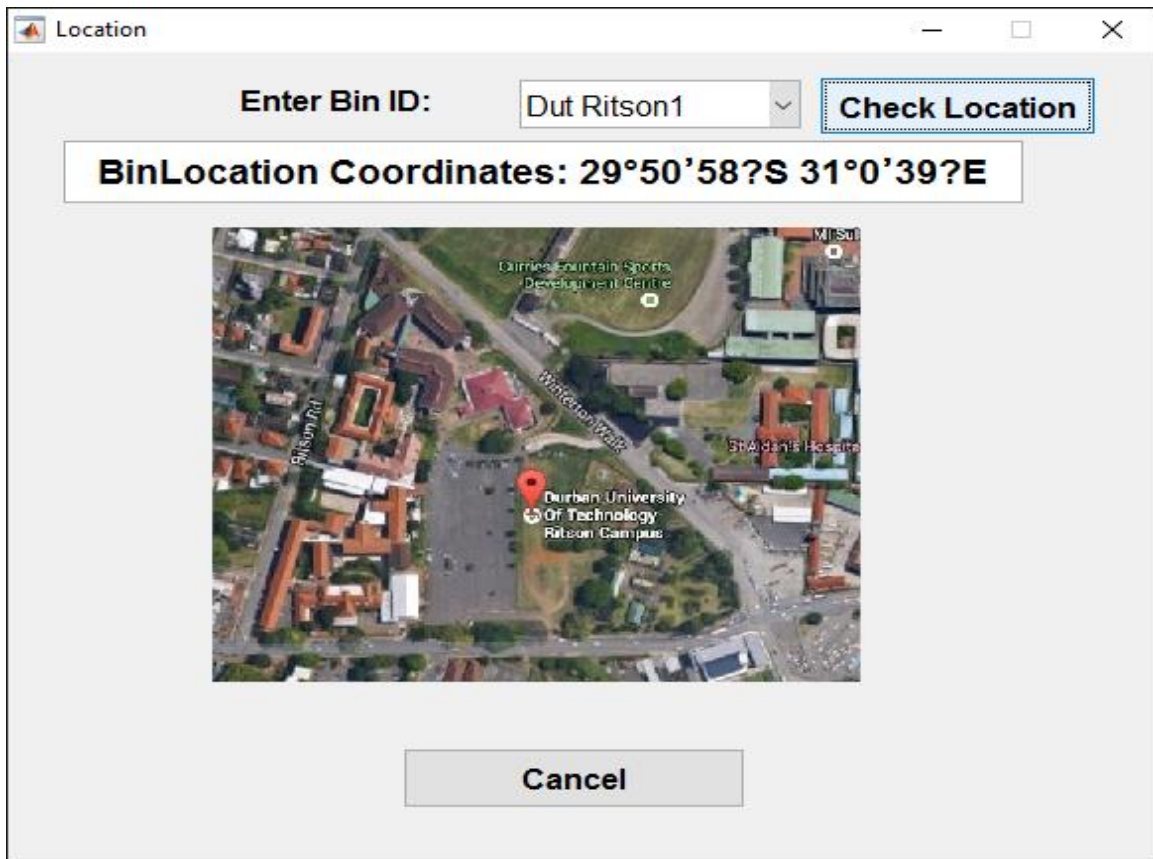 Location
Enter Bin ID:
Dut Ritson1
Check Location
BinLocation Coordinates: 29°50’58?S 31°0’39?E
Curries Fountain Sports
Development Centre
Winterton Walk
Ritson Rd
St Aidan's Hospita
Durban University
Of Technology
Ritson Campus
Cancel